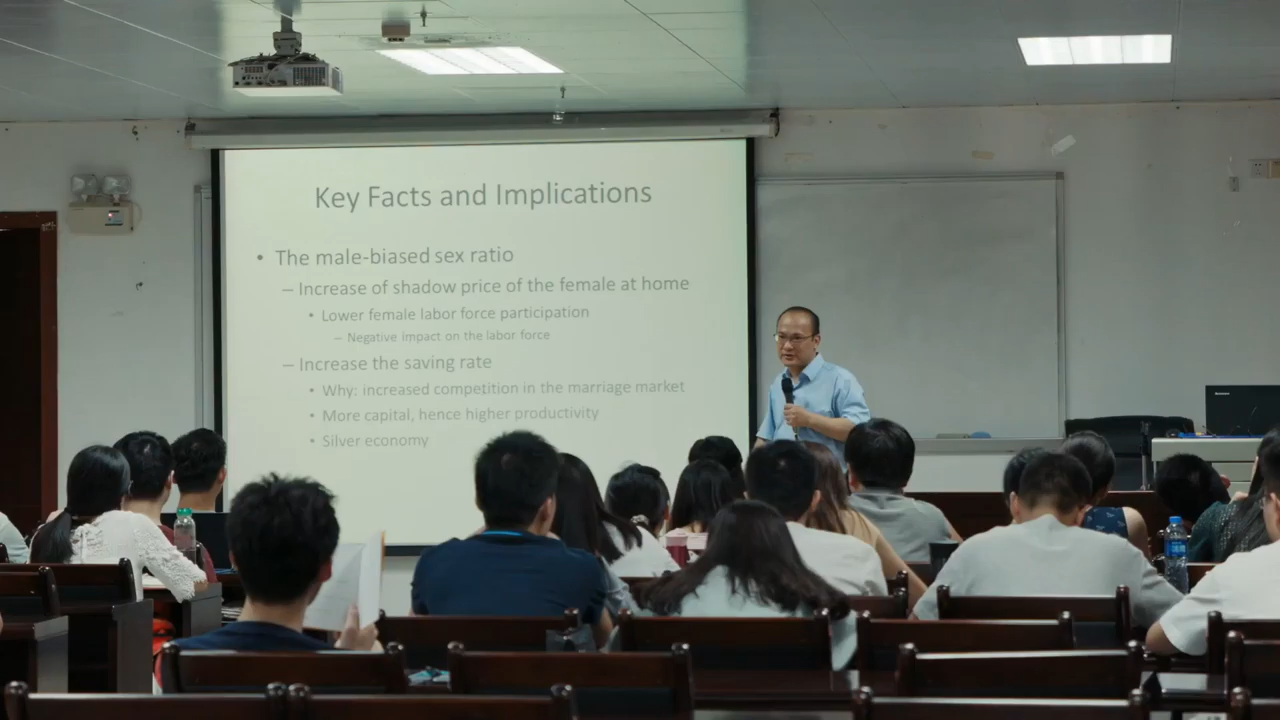 Key Facts and Implications
• The male-biased sex ratio
– Increase of shadow price of the female at home
• Lower female labor force participation
– Negative impact on the labor force
– Increase the saving rate
• Why: increased competition in the marriage market
• More capital, hence higher productivity
• Silver economy